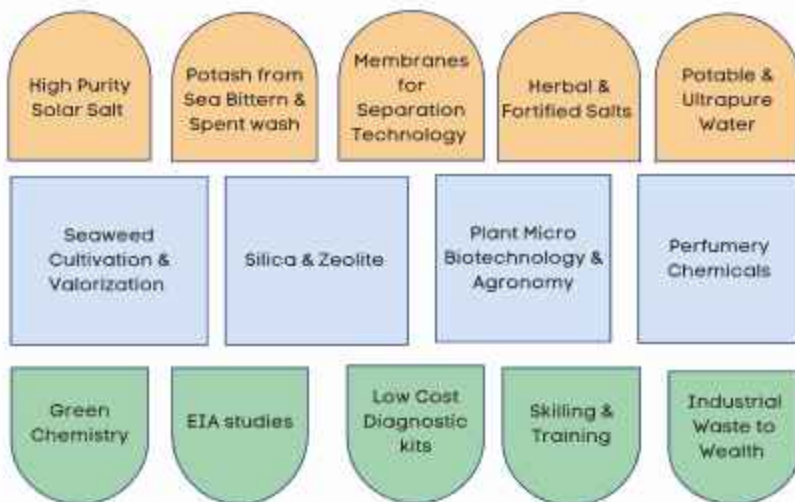 High Purity
Solar Salt
Potash from
Sea Bittern &
Spent wash
Membranes
for
Separation
Technology
Herbal &
Fortified Salts
Potable &
Ultrapure
Water
Seaweed
Cultivation &
Valorization
Silica & Zeolite
Plant Micro
Biotechnology &
Agronomy
Perfumery
Chemicals
Green
Chemistry
EIA studies
Low Cost
Diagnostic
kits
Skilling &
Training
Industrial
Waste to
Wealth